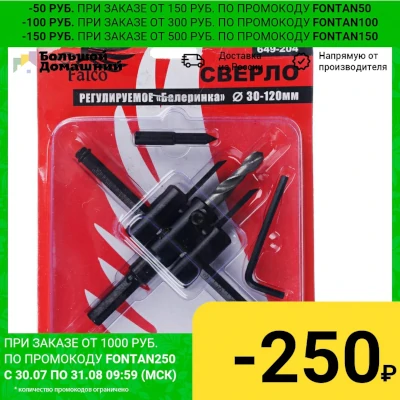 -50 РУБ. ПРИ ЗАКАЗЕ ОТ 150 РУБ. ПО ПРОМОКОДУ FONTAN50
-100 РУБ. ПРИ ЗАКАЗЕ ОТ 300 РУБ. ПО ПРОМОКОДУ FONTAN100
-150 РУБ. ПРИ ЗАКАЗЕ ОТ 500 РУБ. ПО ПРОМОКОДУ FONTAN150
649-204
Большой Домашний
Доставка по России
Напрямую от производителя
Falco
СВЕРЛО
РЕГУЛИРУЕМОЕ «Балеринка» Ø 30-120мм
ПРИ ЗАКАЗЕ ОТ 1000 РУБ.
ПО ПРОМОКОДУ FONTAN250
С 30.07 ПО 31.08 09:59 (МСК)
* количество промокодов ограничено
-250₽